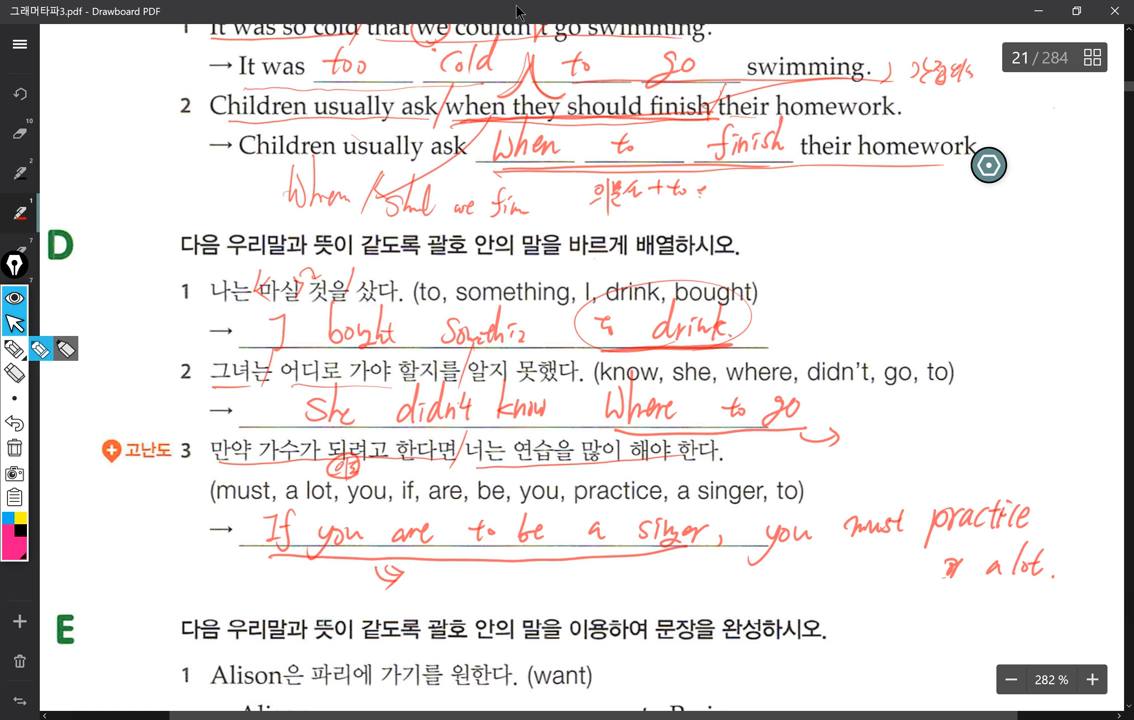 그래머타파3.pdf - Drawboard PDF
1 It was so cold that we couldn't go swimming.
21 / 284
→ It was too cold to go swimming.
2 Children usually ask when they should finish their homework.
→ Children usually ask when to finish their homework
When should we fin
D 다음 우리말과 뜻이 같도록 괄호 안의 말을 바르게 배열하시오.
1 나는 마실 것을 샀다. (to, something, I, drink, bought)
→ I bought something to drink.
2 그녀는 어디로 가야 할지를 알지 못했다. (know, she, where, didn't, go, to)
→ She didn't know where to go
고난도 3 만약 가수가 되려고 한다면 너는 연습을 많이 해야 한다.
(must, a lot, you, if, are, be, you, practice, a singer, to)
→ If you are to be a singer, you must practice
a lot.
E 다음 우리말과 뜻이 같도록 괄호 안의 말을 이용하여 문장을 완성하시오.
1 Alison은 파리에 가기를 원한다. (want)
282 %